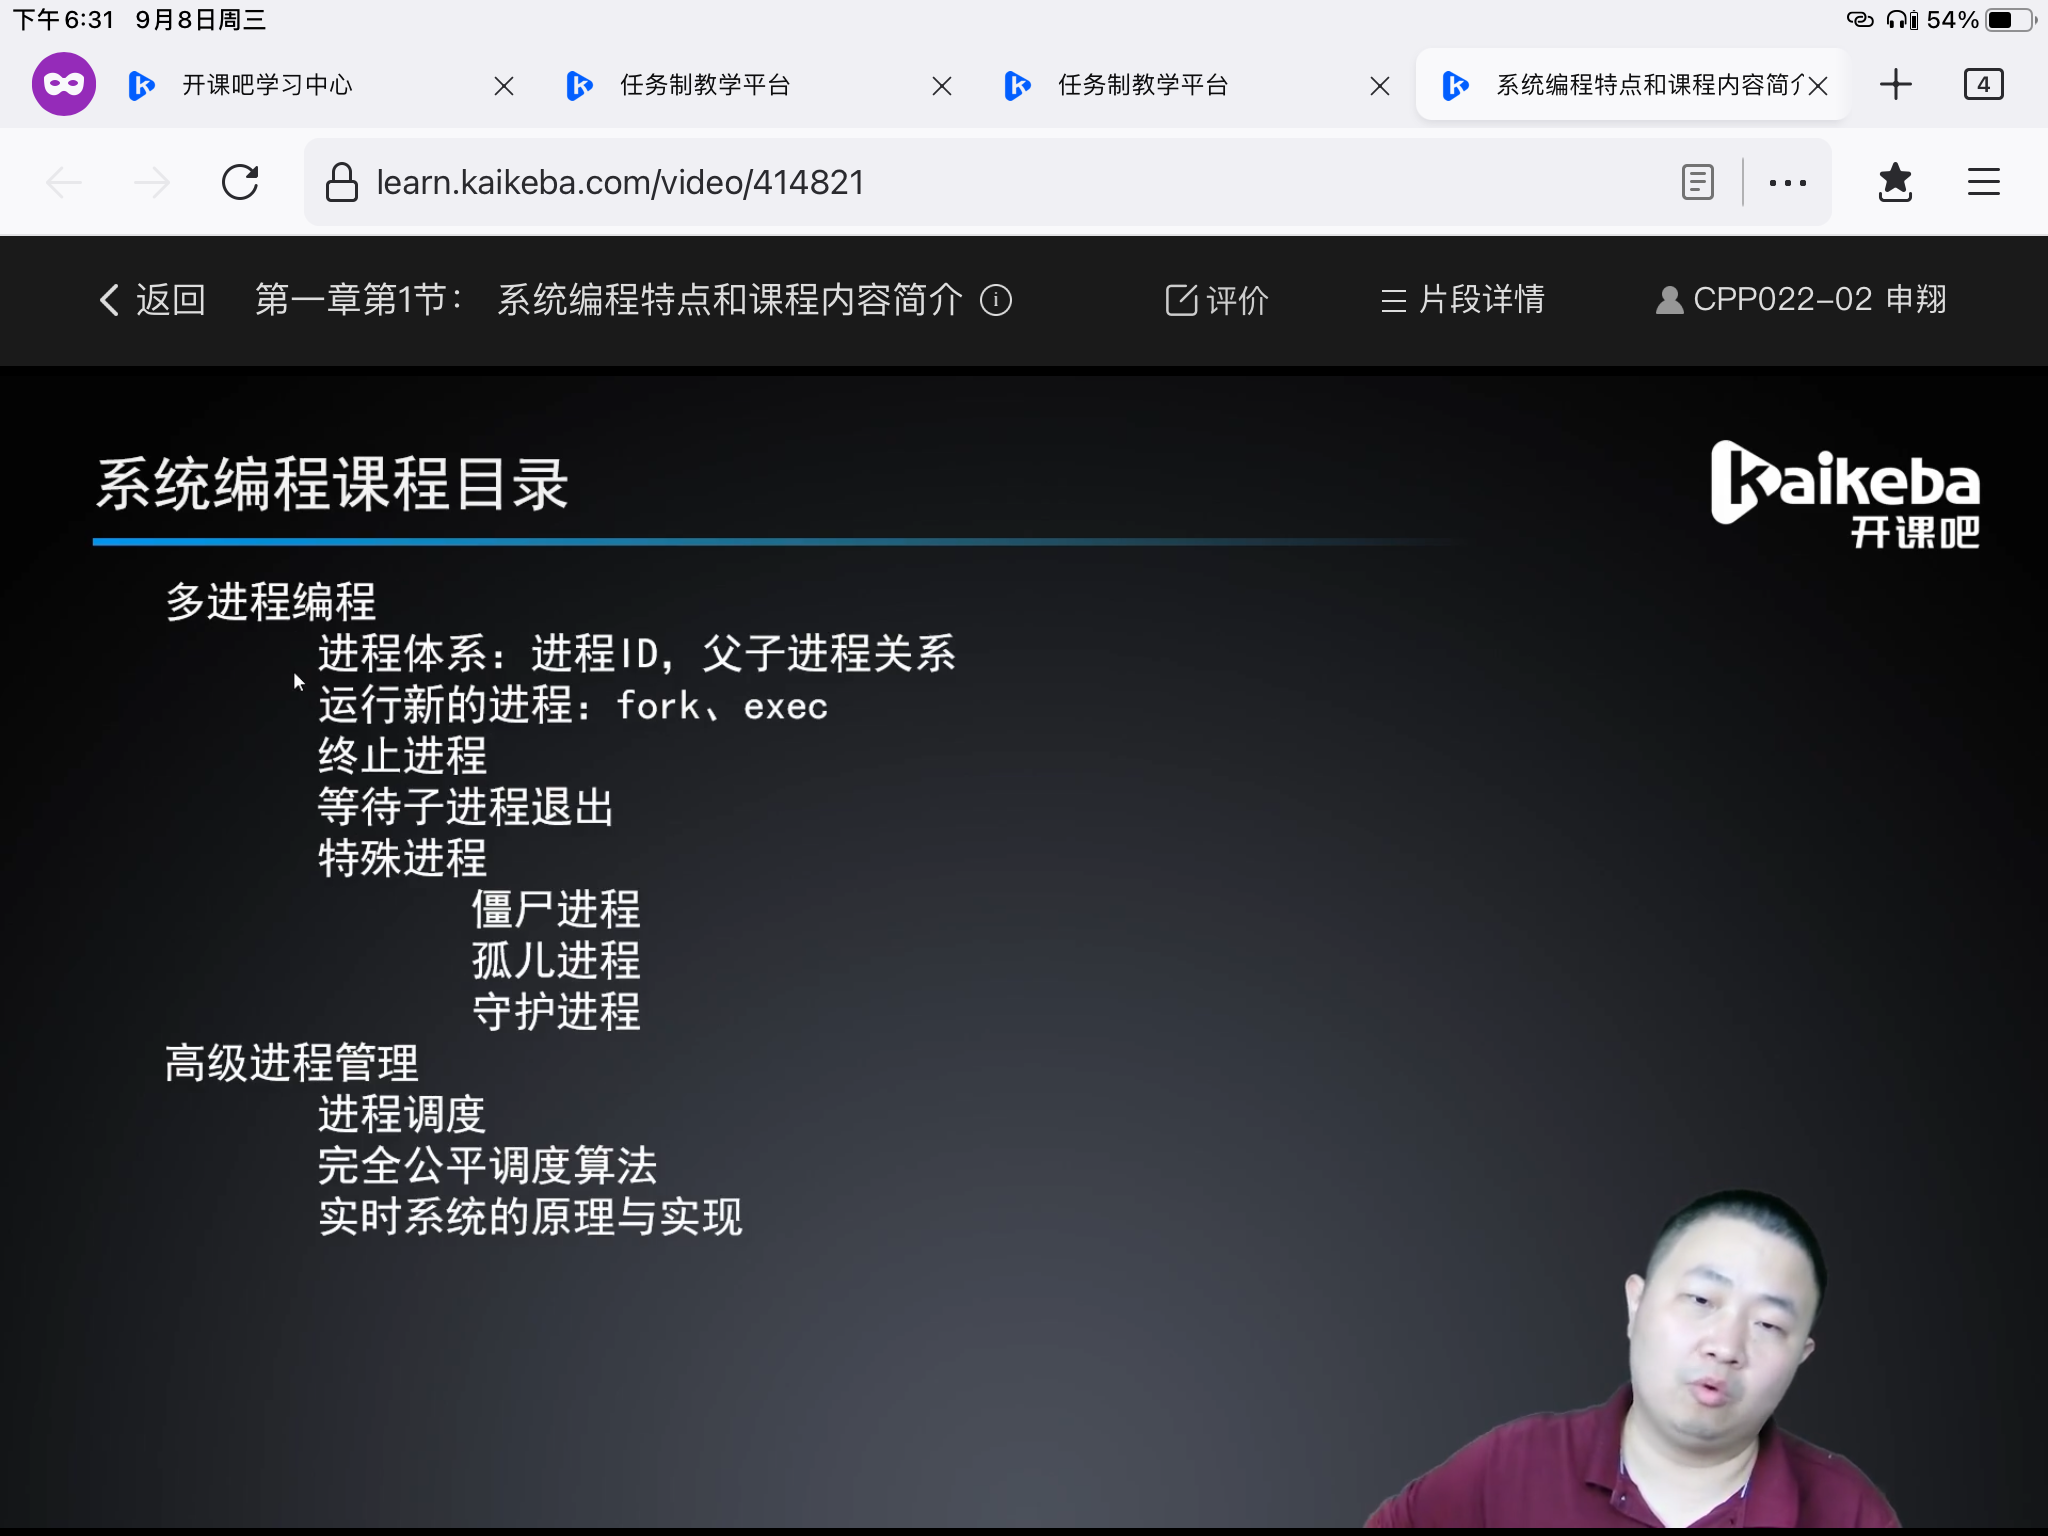 下午6:31 9月8日周三 54%
开课吧学习中心 任务制教学平台 任务制教学平台 系统编程特点和课程内容简介 4
learn.kaikeba.com/video/414821
返回 第一章第1节： 系统编程特点和课程内容简介 评价 片段详情 CPP022-02 申翔
系统编程课程目录
kaikeba
开课吧
多进程编程
进程体系：进程ID，父子进程关系
运行新的进程：fork、exec
终止进程
等待子进程退出
特殊进程
僵尸进程
孤儿进程
守护进程
高级进程管理
进程调度
完全公平调度算法
实时系统的原理与实现